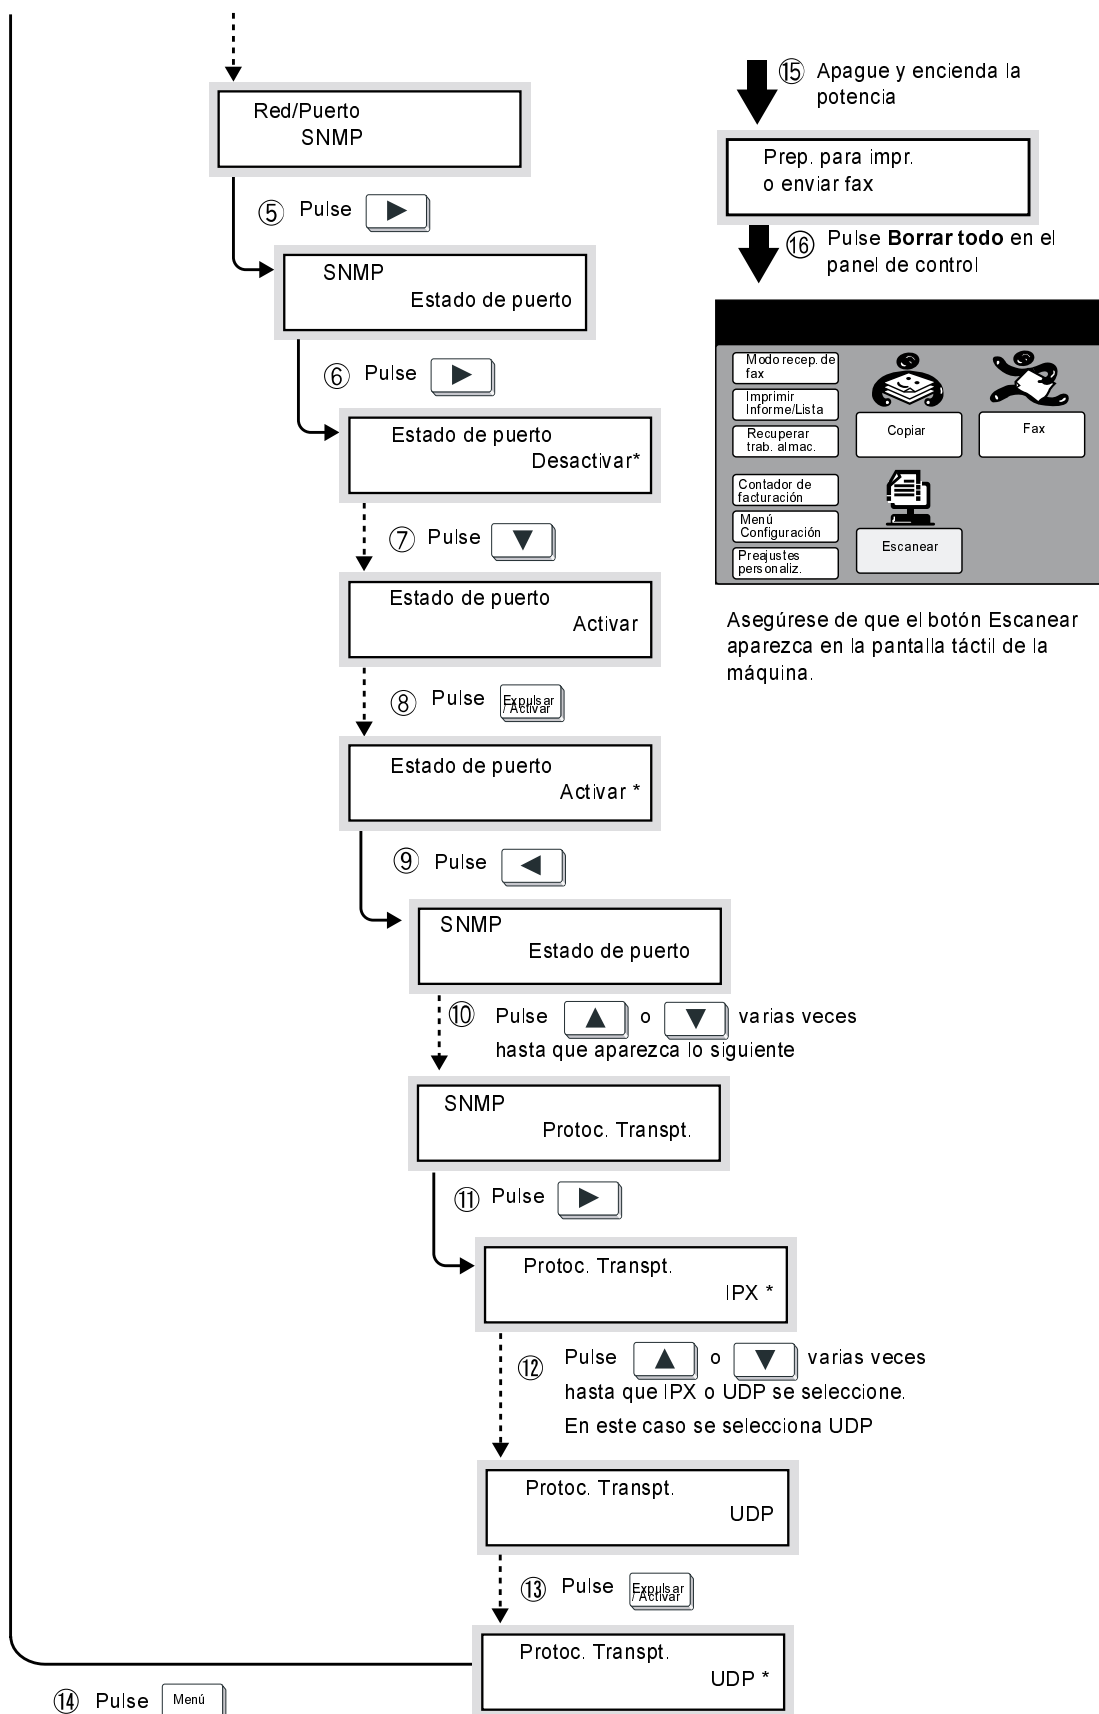 Red/Puerto
SNMP
⑤ Pulse
SNMP
Estado de puerto
⑥ Pulse
Estado de puerto
Desactivar*
⑦ Pulse
Estado de puerto
Activar
⑧ Pulse Expulsar
/ Activar
Estado de puerto
Activar *
⑨ Pulse
SNMP
Estado de puerto
⑩ Pulse o varias veces
hasta que aparezca lo siguiente
SNMP
Protoc. Transpt.
⑪ Pulse
Protoc. Transpt.
IPX *
⑫ Pulse o varias veces
hasta que IPX o UDP se seleccione.
En este caso se selecciona UDP
Protoc. Transpt.
UDP
⑬ Pulse Expulsar
/ Activar
Protoc. Transpt.
UDP *
⑭ Pulse Menú
⑮ Apague y encienda la
potencia
Prep. para impr.
o enviar fax
⑯ Pulse Borrar todo en el
panel de control
Modo recep. de
fax
Imprimir
Informe/Lista
Recuperar
trab. almac.
Contador de
facturación
Menú
Configuración
Preajustes
personaliz.
Copiar
Fax
Escanear
Asegúrese de que el botón Escanear
aparezca en la pantalla táctil de la
máquina.